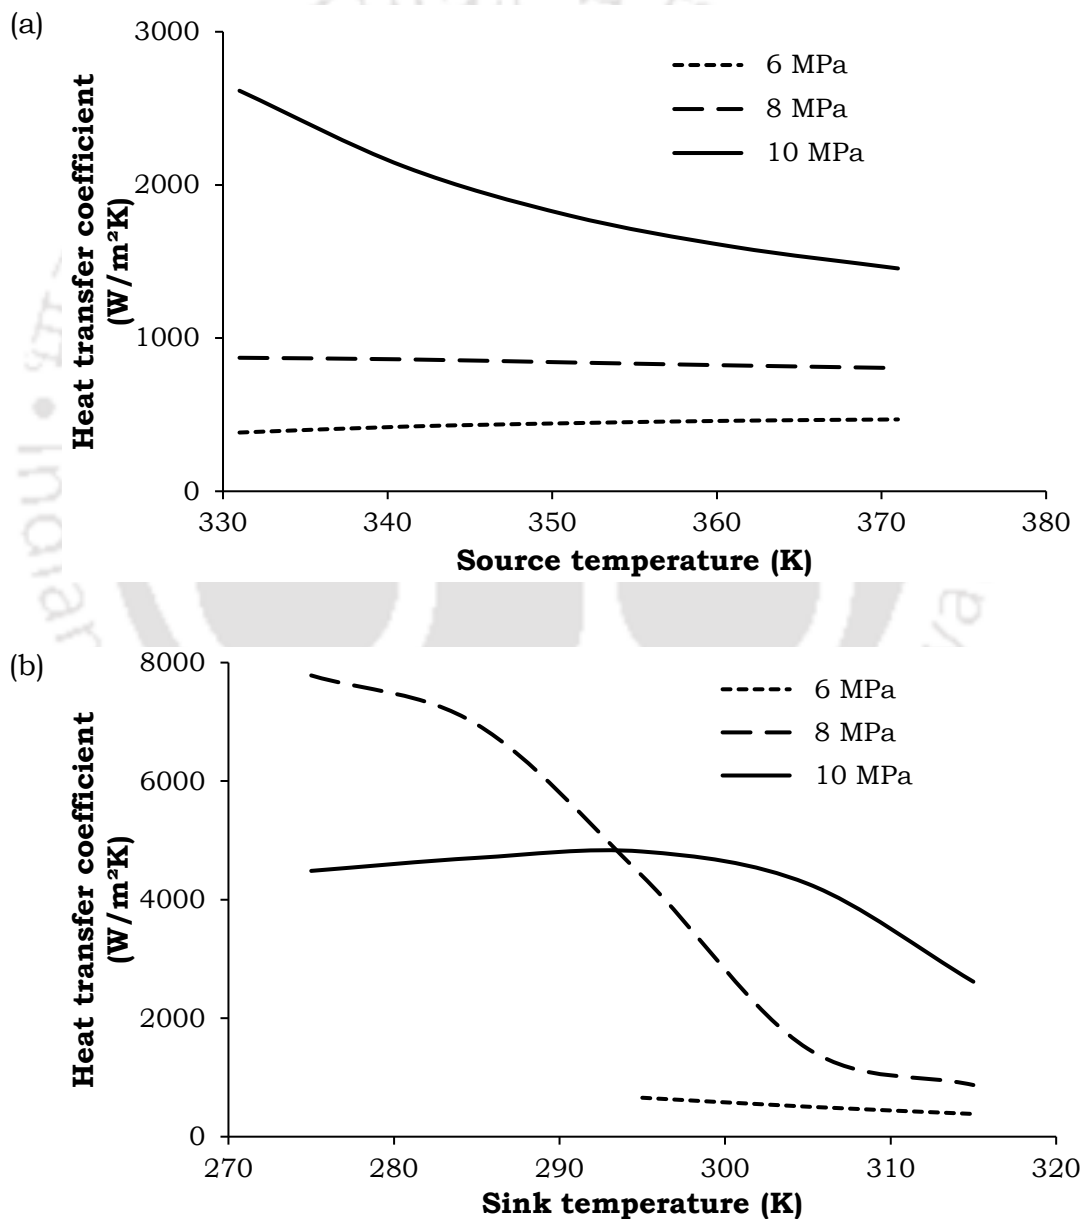 (a)
3000
2000
1000
0
Heat transfer coefficient
(W/m²K)
6 MPa
8 MPa
10 MPa
330 340 350 360 370 380
Source temperature (K)
(b)
8000
6000
4000
2000
0
Heat transfer coefficient
(W/m²K)
6 MPa
8 MPa
10 MPa
270 280 290 300 310 320
Sink temperature (K)